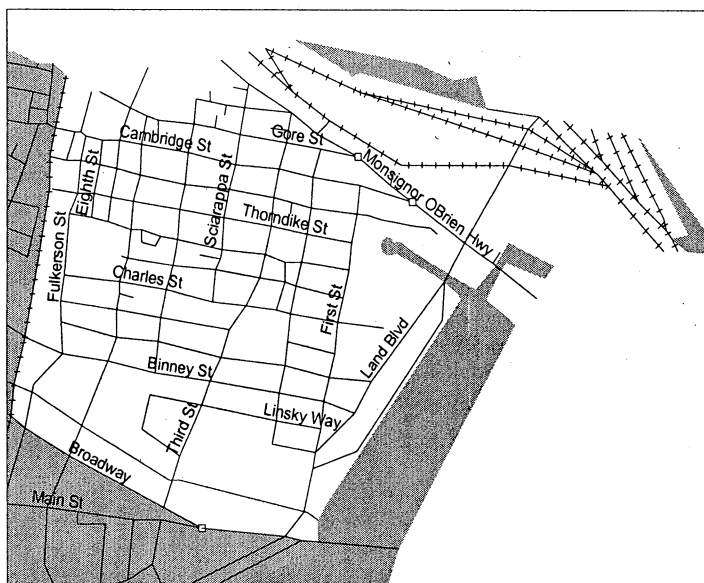 Cambridge St
Gore St
Monsignor OBrien Hwy
Eighth St
Sciarappa St
Thorndike St
Fulkerson St
Charles St
First St
Land Blvd
Binney St
Linsky Way
Third St
Broadway
Main St